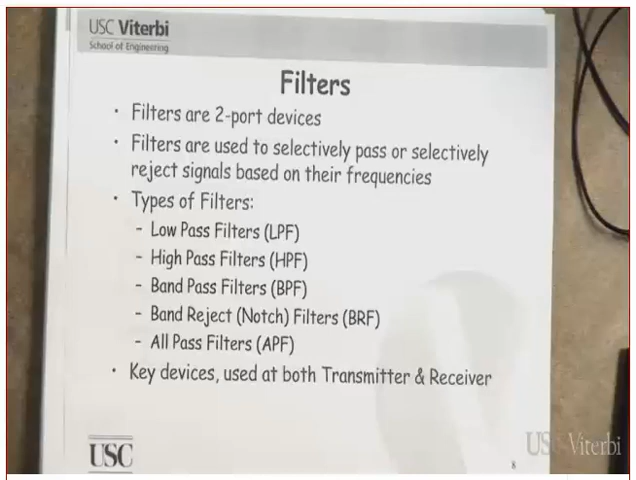 USC Viterbi
School of Engineering
Filters
• Filters are 2-port devices
• Filters are used to selectively pass or selectively
reject signals based on their frequencies
• Types of Filters:
- Low Pass Filters (LPF)
- High Pass Filters (HPF)
- Band Pass Filters (BPF)
- Band Reject (Notch) Filters (BRF)
- All Pass Filters (APF)
• Key devices, used at both Transmitter & Receiver
USC
8
USC Viterbi